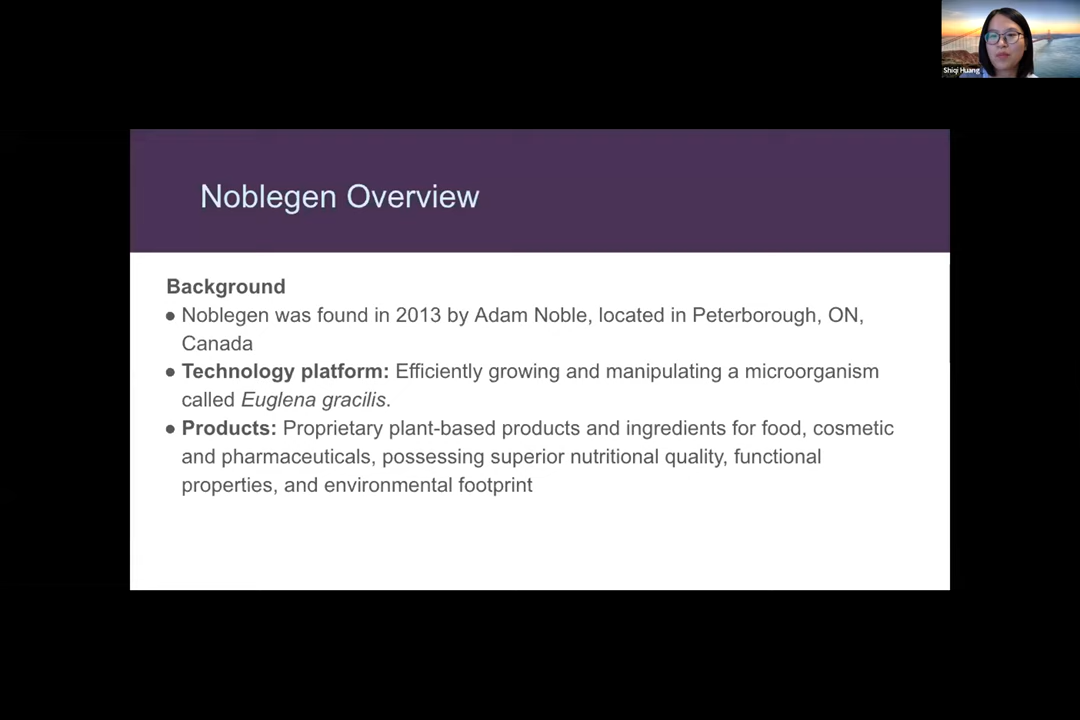 Shiqi Huang
Noblegen Overview
Background
● Noblegen was found in 2013 by Adam Noble, located in Peterborough, ON,
Canada
● Technology platform: Efficiently growing and manipulating a microorganism
called Euglena gracilis.
● Products: Proprietary plant-based products and ingredients for food, cosmetic
and pharmaceuticals, possessing superior nutritional quality, functional
properties, and environmental footprint